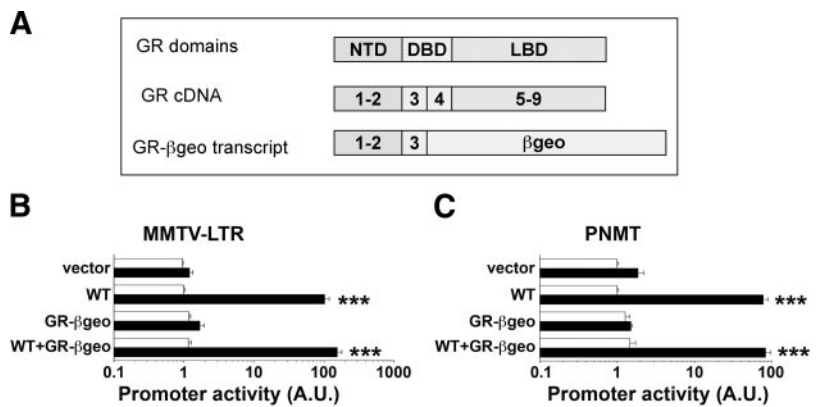 A
GR domains
NTD DBD LBD
GR cDNA
1-2 3 4 5-9
GR-βgeo transcript
1-2 3 βgeo
B
MMTV-LTR
vector
WT
***
GR-βgeo
WT+GR-βgeo
***
0.1 1 10 100 1000
Promoter activity (A.U.)
C
PNMT
vector
WT
***
GR-βgeo
WT+GR-βgeo
***
0.1 1 10 100
Promoter activity (A.U.)